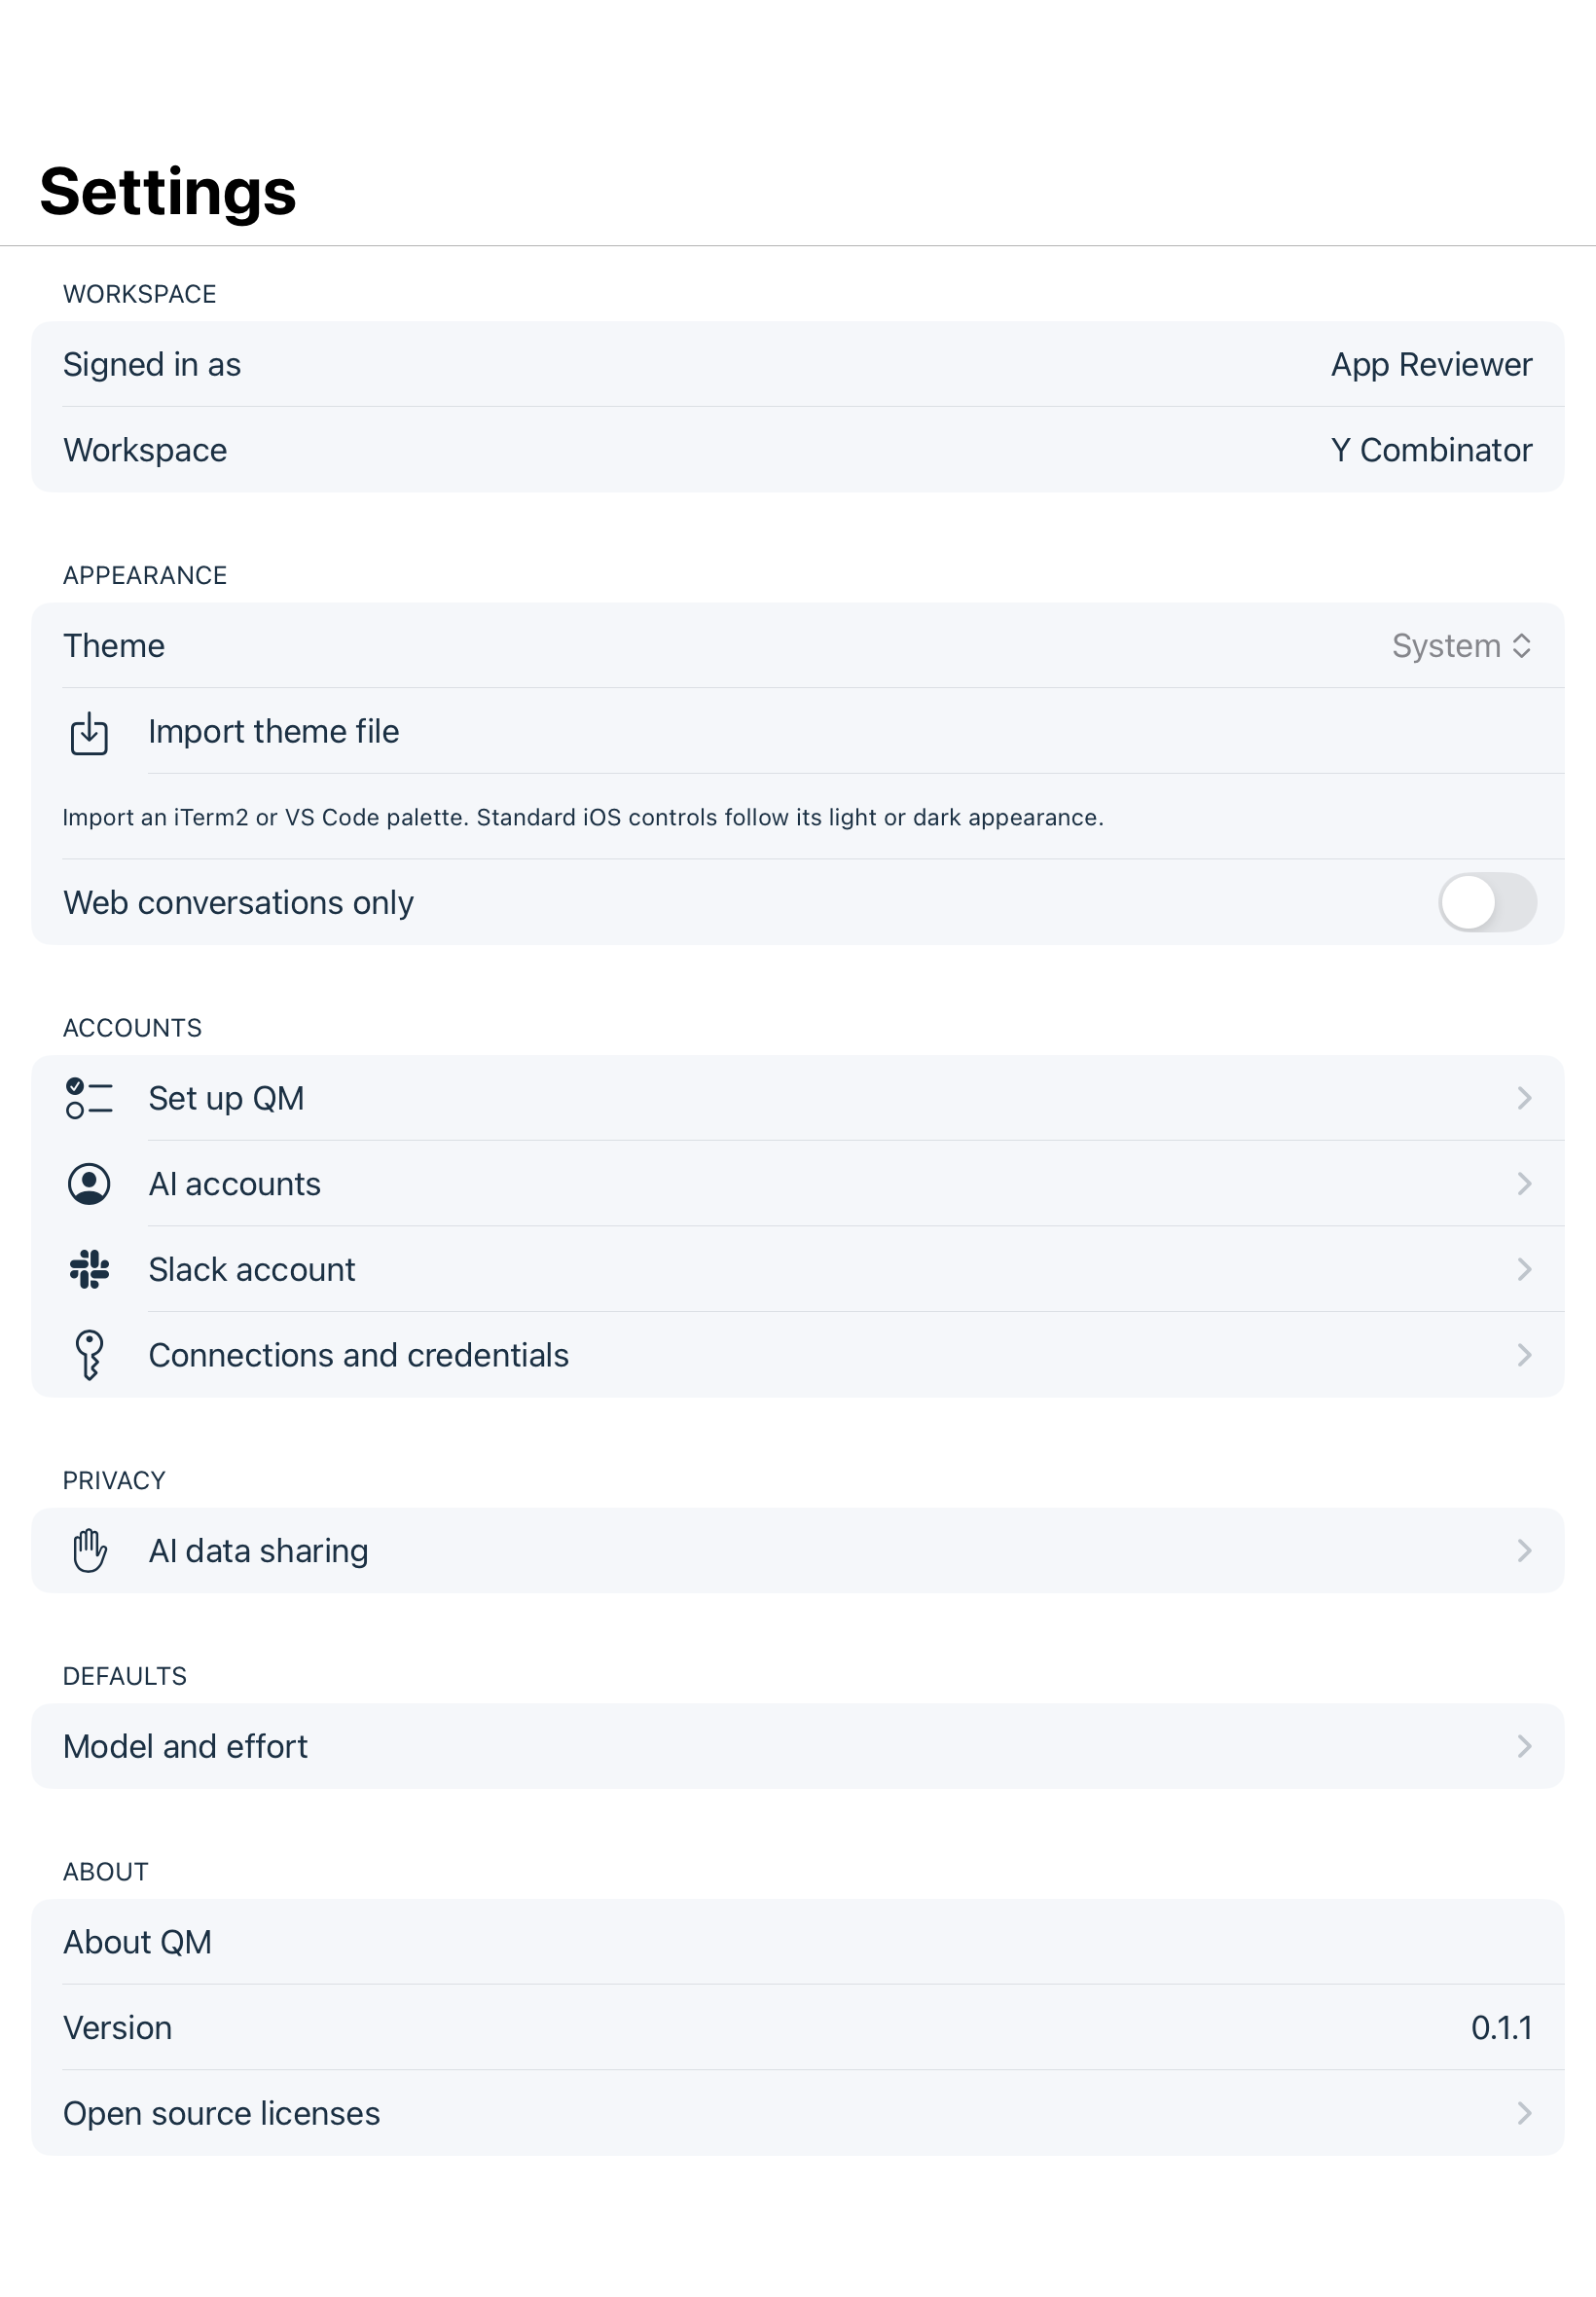 Settings
WORKSPACE
Signed in as App Reviewer
Workspace Y Combinator
APPEARANCE
Theme System
Import theme file
Import an iTerm2 or VS Code palette. Standard iOS controls follow its light or dark appearance.
Web conversations only
ACCOUNTS
Set up QM
AI accounts
Slack account
Connections and credentials
PRIVACY
AI data sharing
DEFAULTS
Model and effort
ABOUT
About QM
Version 0.1.1
Open source licenses